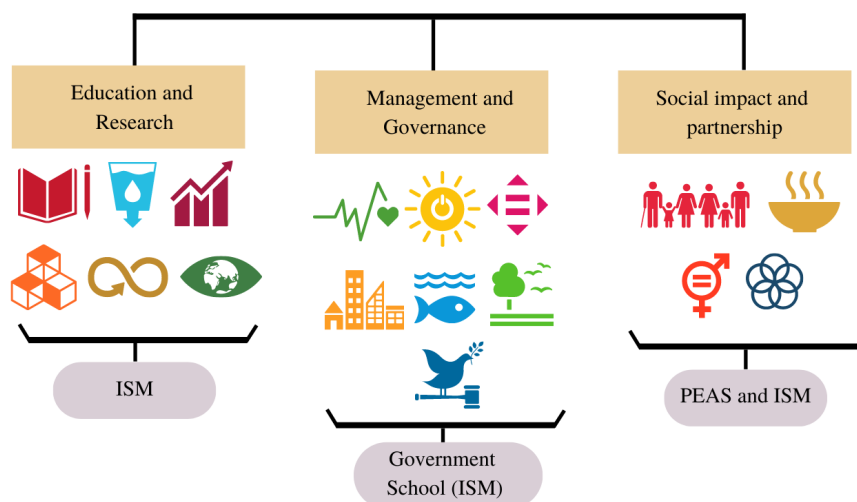 Education and
Research
Management and
Governance
Social impact and
partnership
ISM
PEAS and ISM
Government
School (ISM)